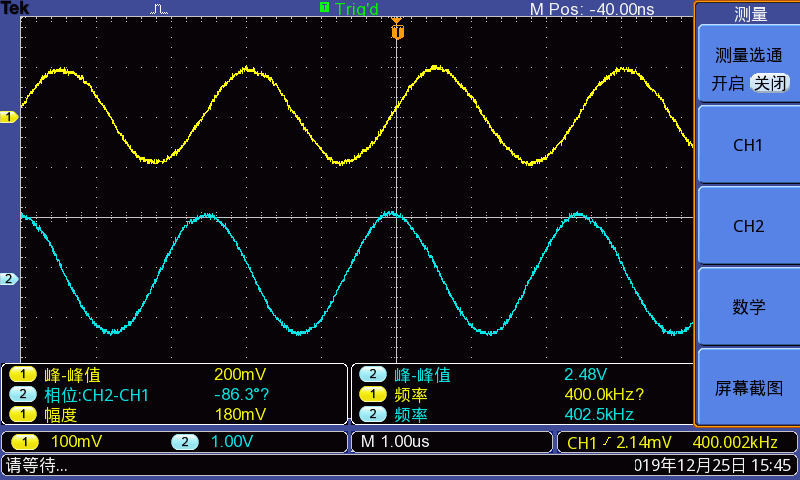 Tek Trig'd M Pos: -40.00ns 测量
T
测量选通
开启 关闭
1
CH1
CH2
2
数学
屏幕截图
1 峰-峰值 200mV 2 峰-峰值 2.48V
2 相位:CH2-CH1 -86.3°? 1 频率 400.0kHz?
1 幅度 180mV 2 频率 402.5kHz
1 100mV 2 1.00V M 1.00us CH1 2.14mV 400.002kHz
请等待... 019年12月25日 15:45